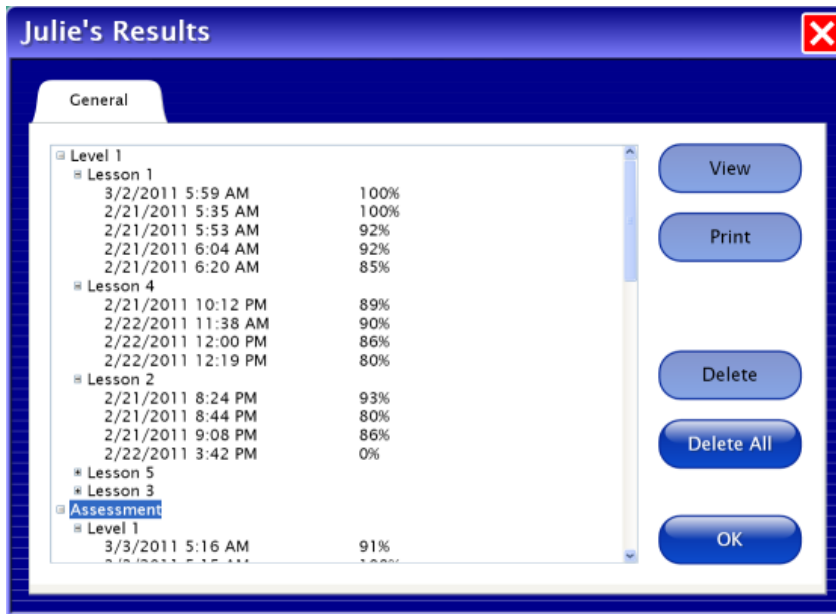 Julie's Results
General
Level 1
Lesson 1
3/2/2011 5:59 AM 100%
2/21/2011 5:35 AM 100%
2/21/2011 5:53 AM 92%
2/21/2011 6:04 AM 92%
2/21/2011 6:20 AM 85%
Lesson 4
2/21/2011 10:12 PM 89%
2/22/2011 11:38 AM 90%
2/22/2011 12:00 PM 86%
2/22/2011 12:19 PM 80%
Lesson 2
2/21/2011 8:24 PM 93%
2/21/2011 8:44 PM 80%
2/21/2011 9:08 PM 86%
2/22/2011 3:42 PM 0%
Lesson 5
Lesson 3
Assessment
Level 1
3/3/2011 5:16 AM 91%
View
Print
Delete
Delete All
OK